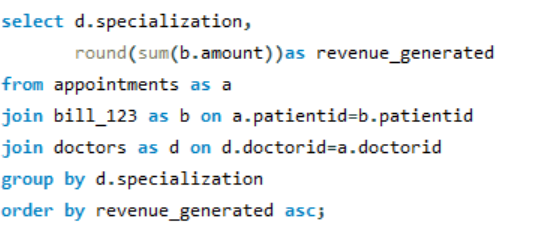 select d.specialization,
       round(sum(b.amount))as revenue_generated
from appointments as a
join bill_123 as b on a.patientid=b.patientid
join doctors as d on d.doctorid=a.doctorid
group by d.specialization
order by revenue_generated asc;